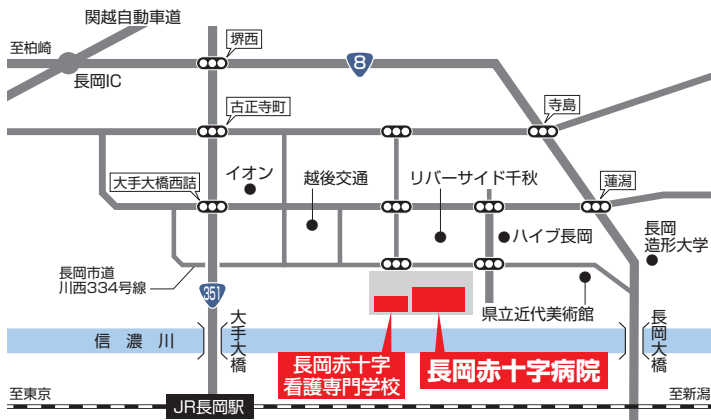 関越自動車道
至柏崎
堺西
8
長岡IC
古正寺町
寺島
イオン
越後交通
リバーサイド千秋
大手大橋西詰
蓮潟
ハイブ長岡
長岡
造形大学
長岡市道
川西334号線
351
県立近代美術館
信濃川
大手大橋
長岡大橋
長岡赤十字
看護専門学校
長岡赤十字病院
至東京
JR長岡駅
至新潟